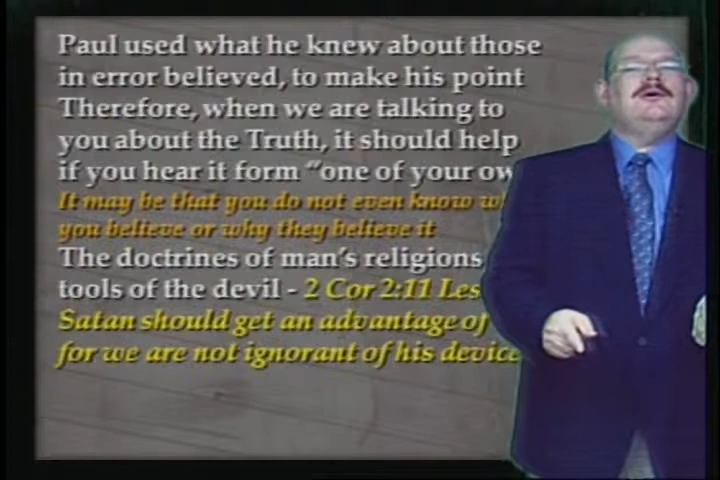 Paul used what he knew about those
in error believed, to make his point
Therefore, when we are talking to
you about the Truth, it should help
if you hear it form "one of your ow
It may be that you do not even know w
you believe or why they believe it
The doctrines of man's religions
tools of the devil - 2 Cor 2:11 Les
Satan should get an advantage of
for we are not ignorant of his device